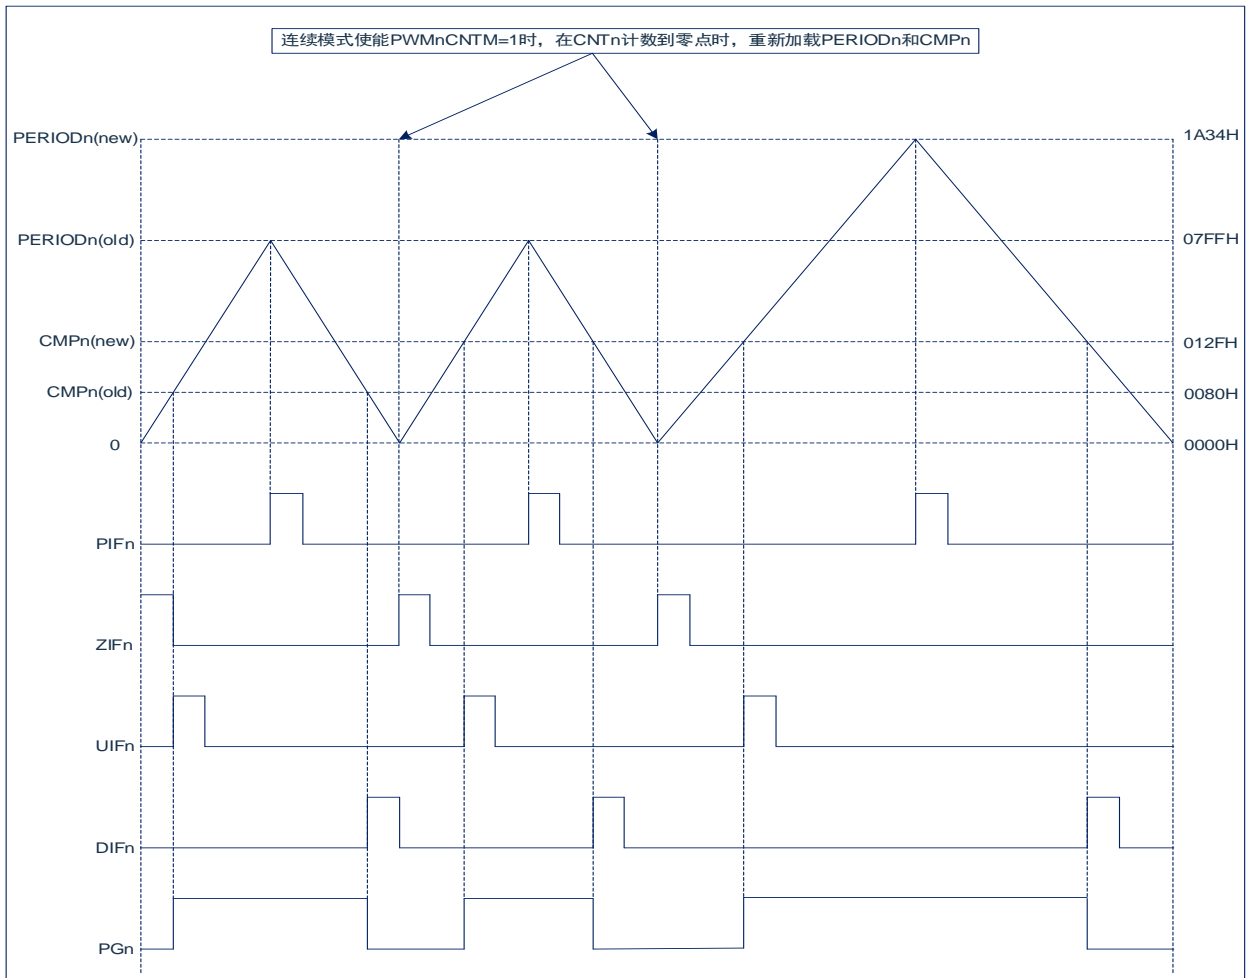 连续模式使能PWMnCNTM=1时，在CNTn计数到零点时，重新加载PERIODn和CMPn
PERIODn(new)
1A34H
PERIODn(old)
07FFH
CMPn(new)
012FH
CMPn(old)
0080H
0
0000H
PIFn
ZIFn
UIFn
DIFn
PGn